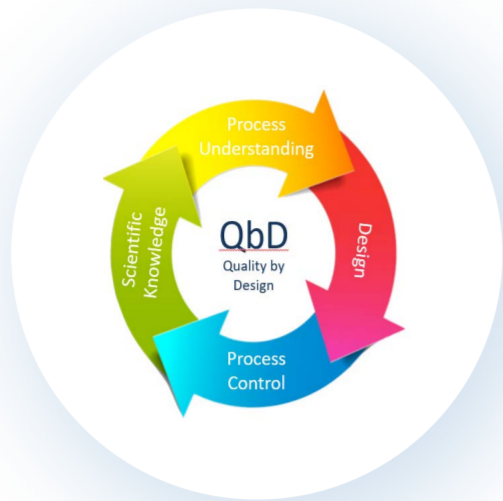 Process
Understanding
Design
Process
Control
Scientific
Knowledge
QbD
Quality by
Design